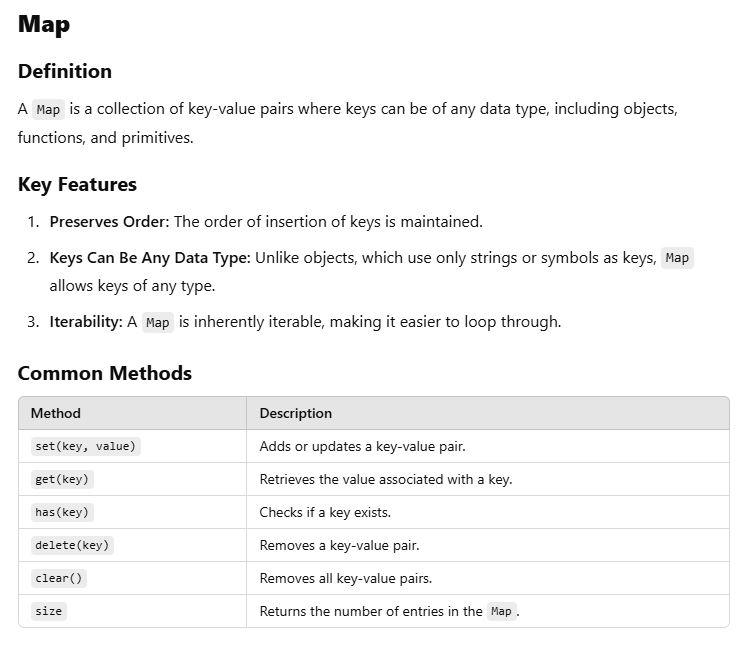 Map
Definition
A Map is a collection of key-value pairs where keys can be of any data type, including objects,
functions, and primitives.
Key Features
1. Preserves Order: The order of insertion of keys is maintained.
2. Keys Can Be Any Data Type: Unlike objects, which use only strings or symbols as keys, Map
allows keys of any type.
3. Iterability: A Map is inherently iterable, making it easier to loop through.
Common Methods
Method Description
set(key, value) Adds or updates a key-value pair.
get(key) Retrieves the value associated with a key.
has(key) Checks if a key exists.
delete(key) Removes a key-value pair.
clear() Removes all key-value pairs.
size Returns the number of entries in the Map.